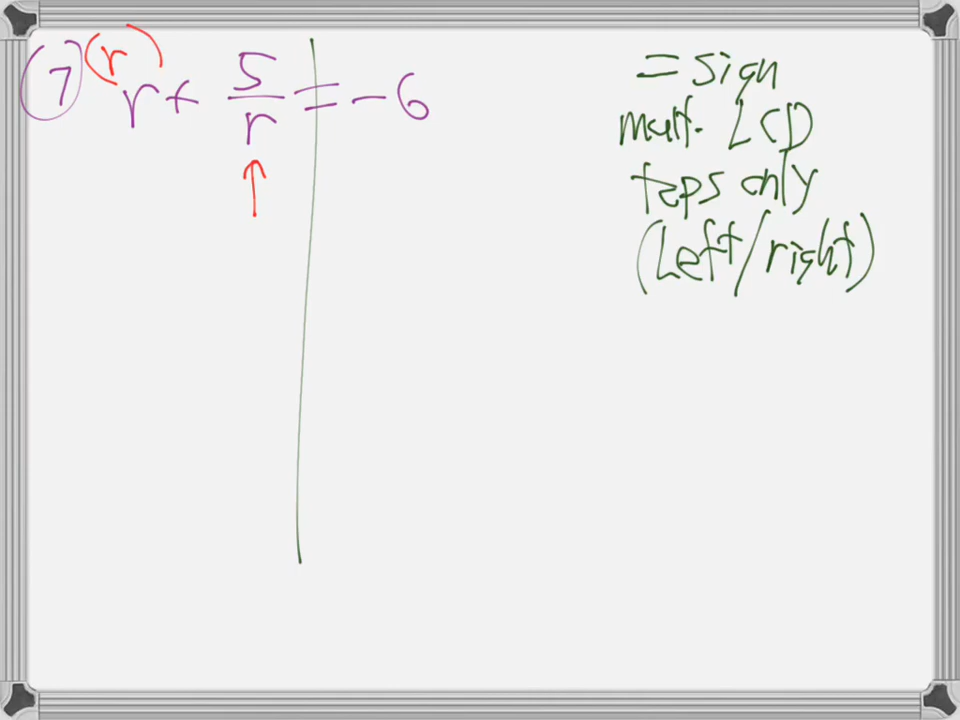 (7) (r) r + 5/r = -6
= sign
mult. LCD
tops only
(Left/right)